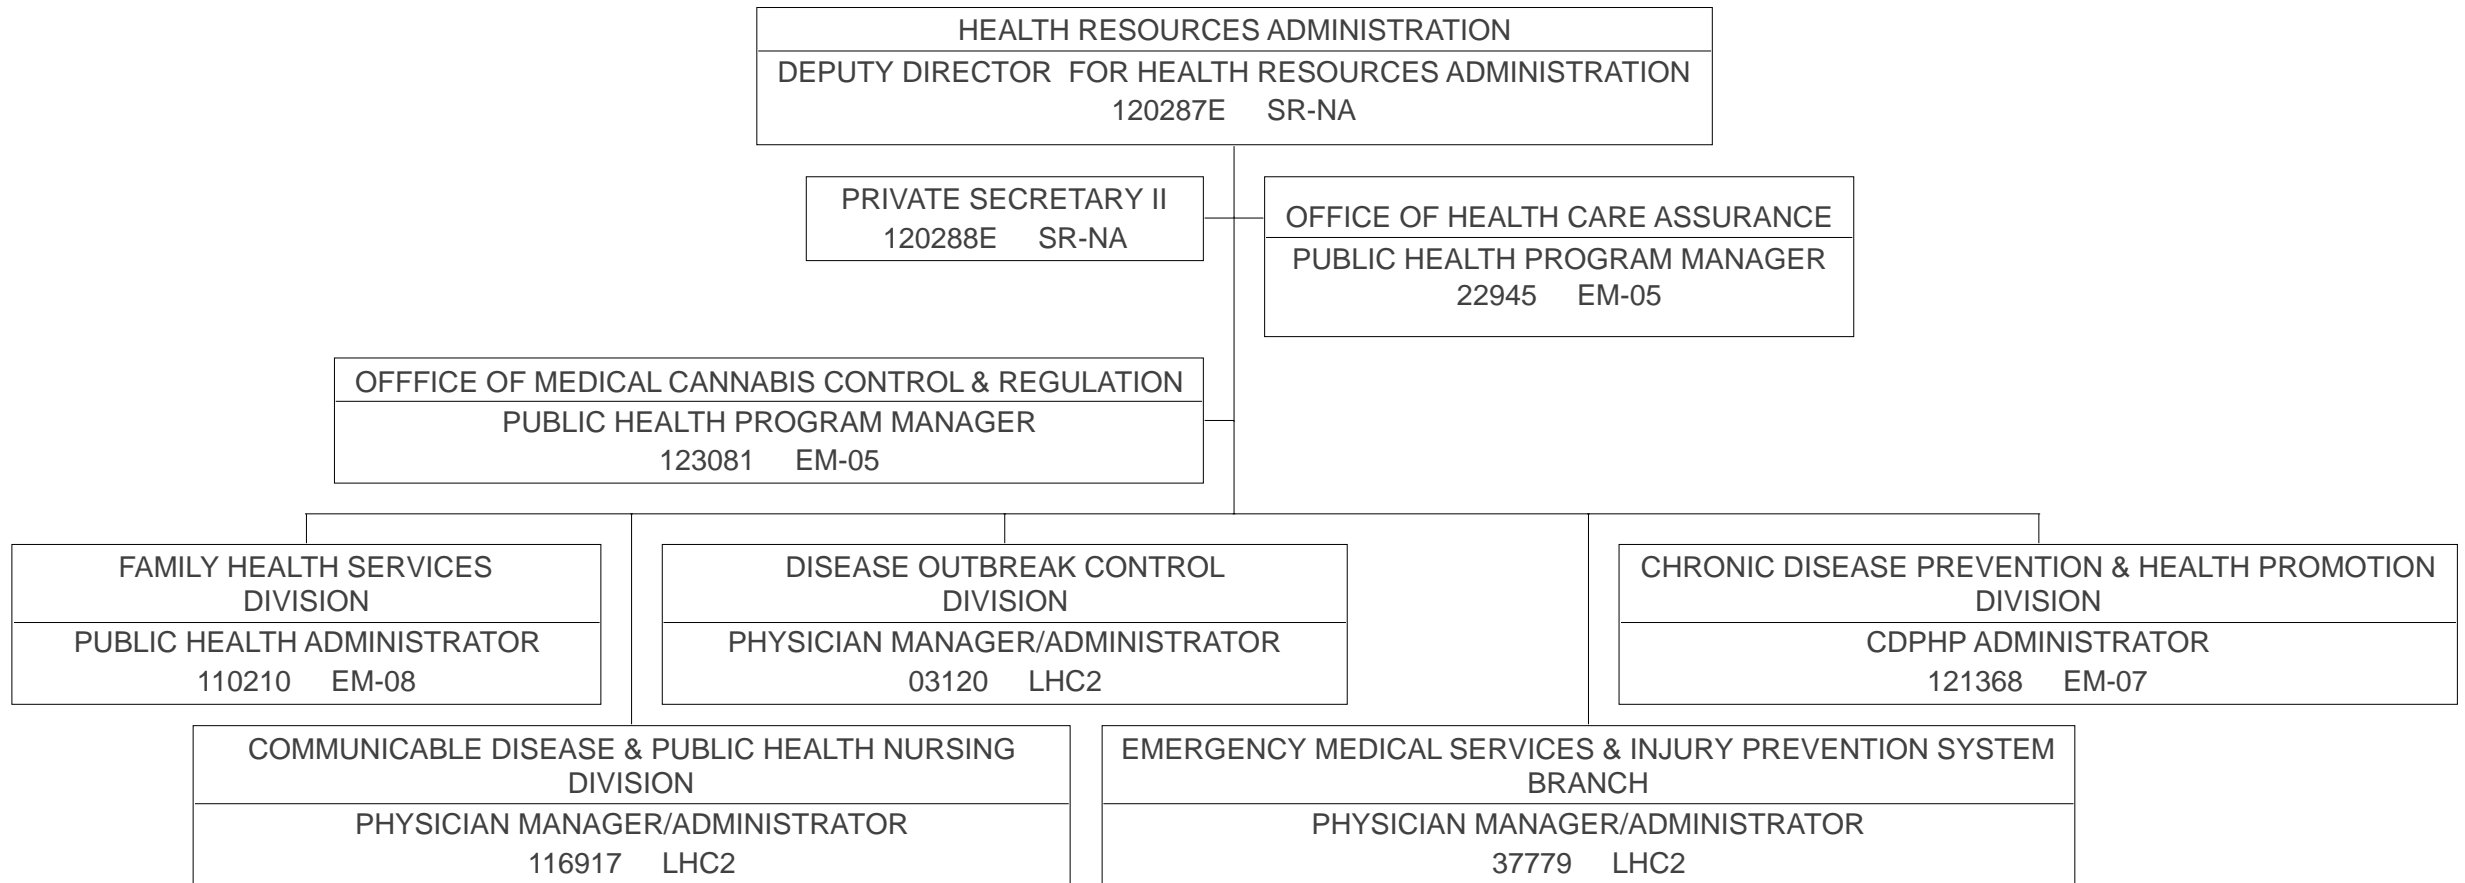 HEALTH RESOURCES ADMINISTRATION
DEPUTY DIRECTOR FOR HEALTH RESOURCES ADMINISTRATION
120287E SR-NA
PRIVATE SECRETARY II
120288E SR-NA
OFFICE OF HEALTH CARE ASSURANCE
PUBLIC HEALTH PROGRAM MANAGER
22945 EM-05
OFFFICE OF MEDICAL CANNABIS CONTROL & REGULATION
PUBLIC HEALTH PROGRAM MANAGER
123081 EM-05
FAMILY HEALTH SERVICES
DIVISION
PUBLIC HEALTH ADMINISTRATOR
110210 EM-08
DISEASE OUTBREAK CONTROL
DIVISION
PHYSICIAN MANAGER/ADMINISTRATOR
03120 LHC2
CHRONIC DISEASE PREVENTION & HEALTH PROMOTION
DIVISION
CDPHP ADMINISTRATOR
121368 EM-07
COMMUNICABLE DISEASE & PUBLIC HEALTH NURSING
DIVISION
PHYSICIAN MANAGER/ADMINISTRATOR
116917 LHC2
EMERGENCY MEDICAL SERVICES & INJURY PREVENTION SYSTEM
BRANCH
PHYSICIAN MANAGER/ADMINISTRATOR
37779 LHC2